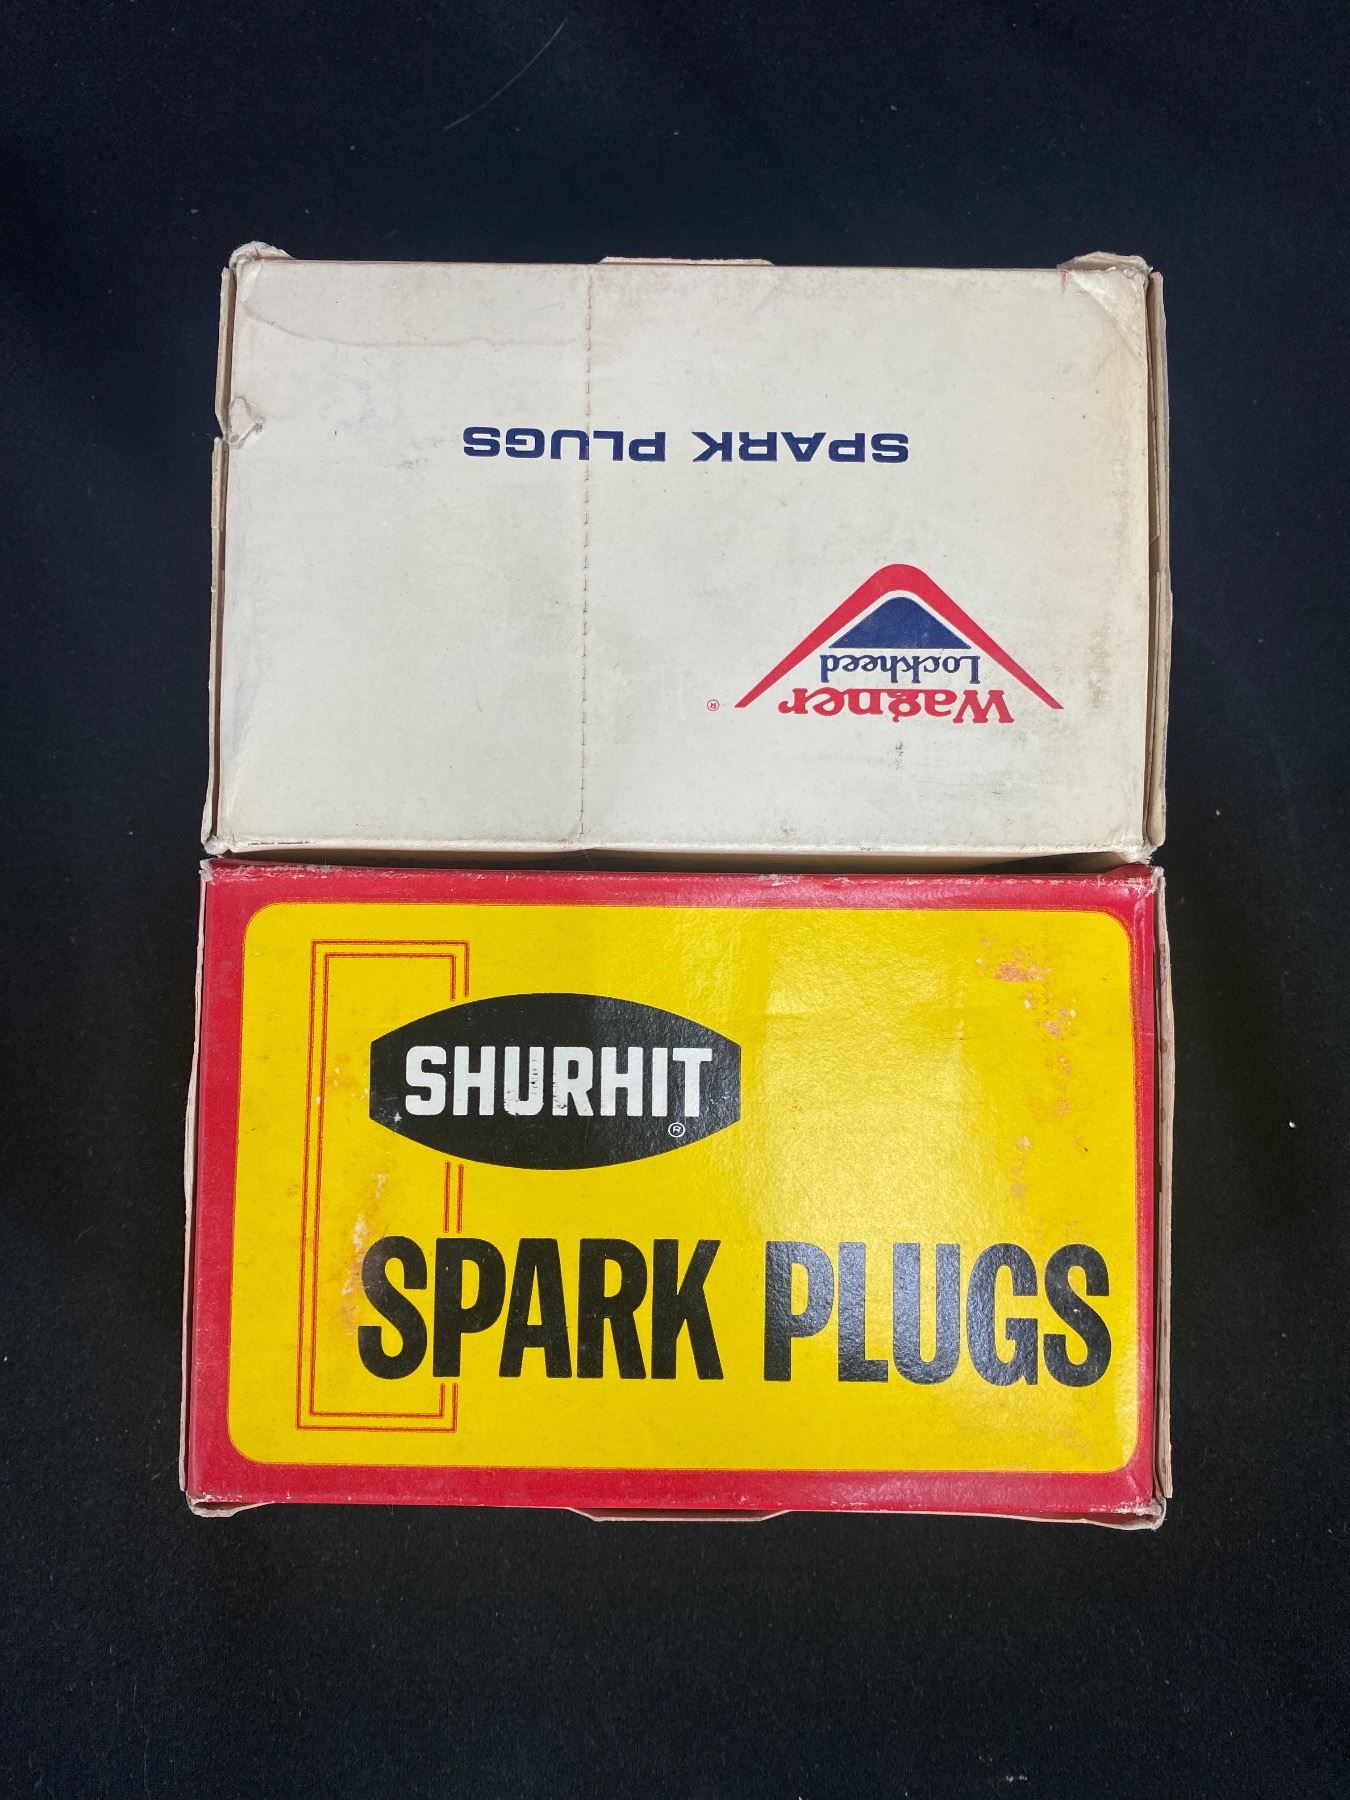 SPARK PLUGS
Wagner
Lockheed
®
SHURHIT
®
SPARK PLUGS